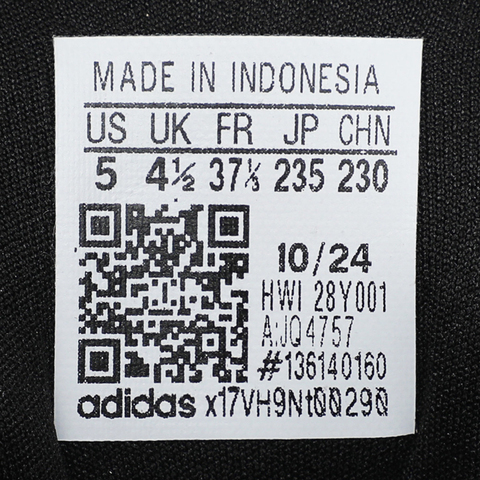 MADE IN INDONESIA
US UK FR JP CHN
5 4½ 37⅓ 235 230
10/24
HWI 28Y001
A:JQ4757
#136140160
adidas x17VH9Nt00290